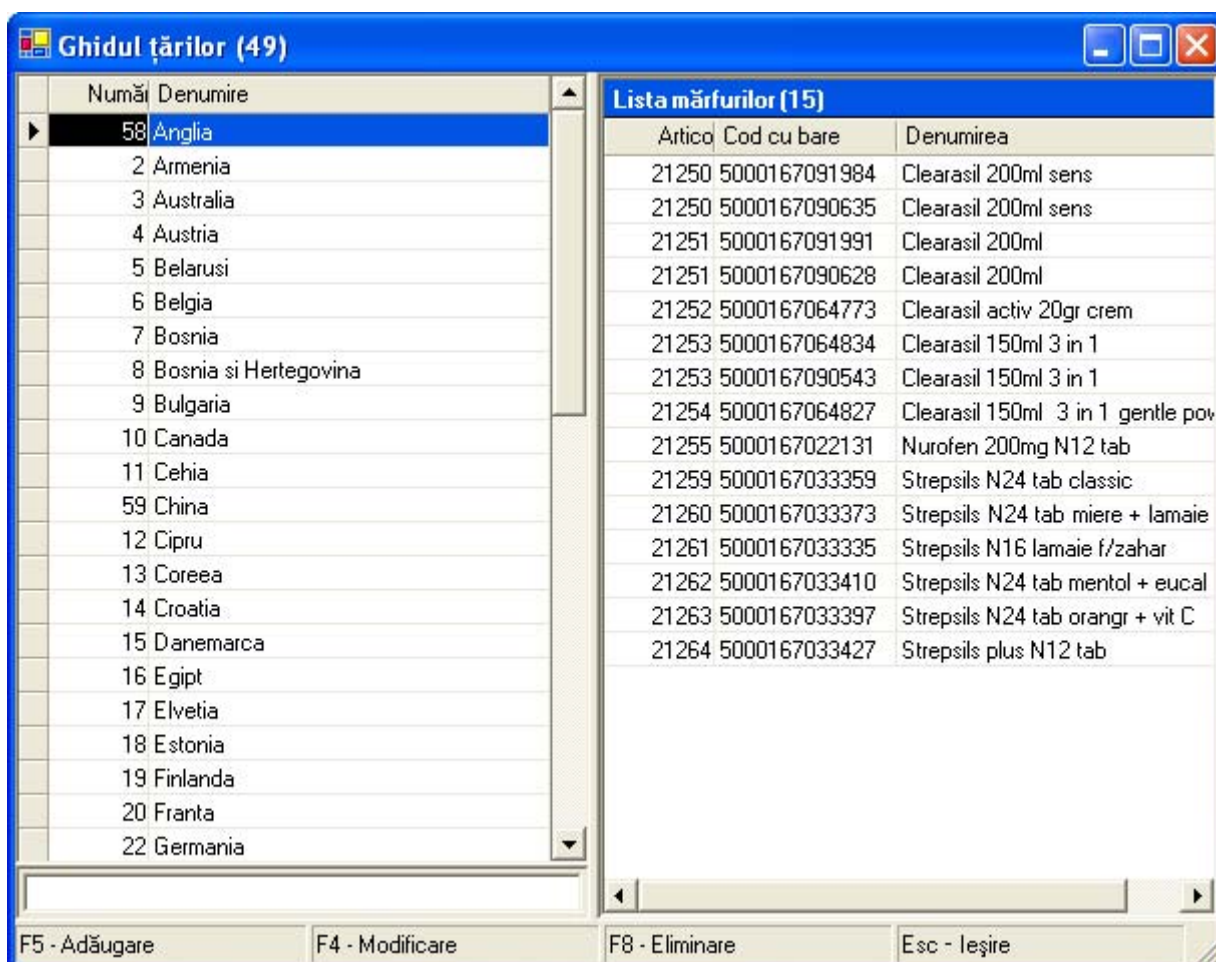 Ghidul țărilor (49)
Număı Denumire
58 Anglia
2 Armenia
3 Australia
4 Austria
5 Belarusi
6 Belgia
7 Bosnia
8 Bosnia si Hertegovina
9 Bulgaria
10 Canada
11 Cehia
59 China
12 Cipru
13 Coreea
14 Croatia
15 Danemarca
16 Egipt
17 Elvetia
18 Estonia
19 Finlanda
20 Franta
22 Germania
Lista mărfurilor (15)
Artico Cod cu bare Denumirea
21250 5000167091984 Clearasil 200ml sens
21250 5000167090635 Clearasil 200ml sens
21251 5000167091991 Clearasil 200ml
21251 5000167090628 Clearasil 200ml
21252 5000167064773 Clearasil activ 20gr crem
21253 5000167064834 Clearasil 150ml 3 in 1
21253 5000167090543 Clearasil 150ml 3 in 1
21254 5000167064827 Clearasil 150ml 3 in 1 gentle pow
21255 5000167022131 Nurofen 200mg N12 tab
21259 5000167033359 Strepsils N24 tab classic
21260 5000167033373 Strepsils N24 tab miere + lamaie
21261 5000167033335 Strepsils N16 lamaie f/zahar
21262 5000167033410 Strepsils N24 tab mentol + eucal
21263 5000167033397 Strepsils N24 tab orangr + vit C
21264 5000167033427 Strepsils plus N12 tab
F5 - Adăugare F4 - Modificare F8 - Eliminare Esc - Ieşire